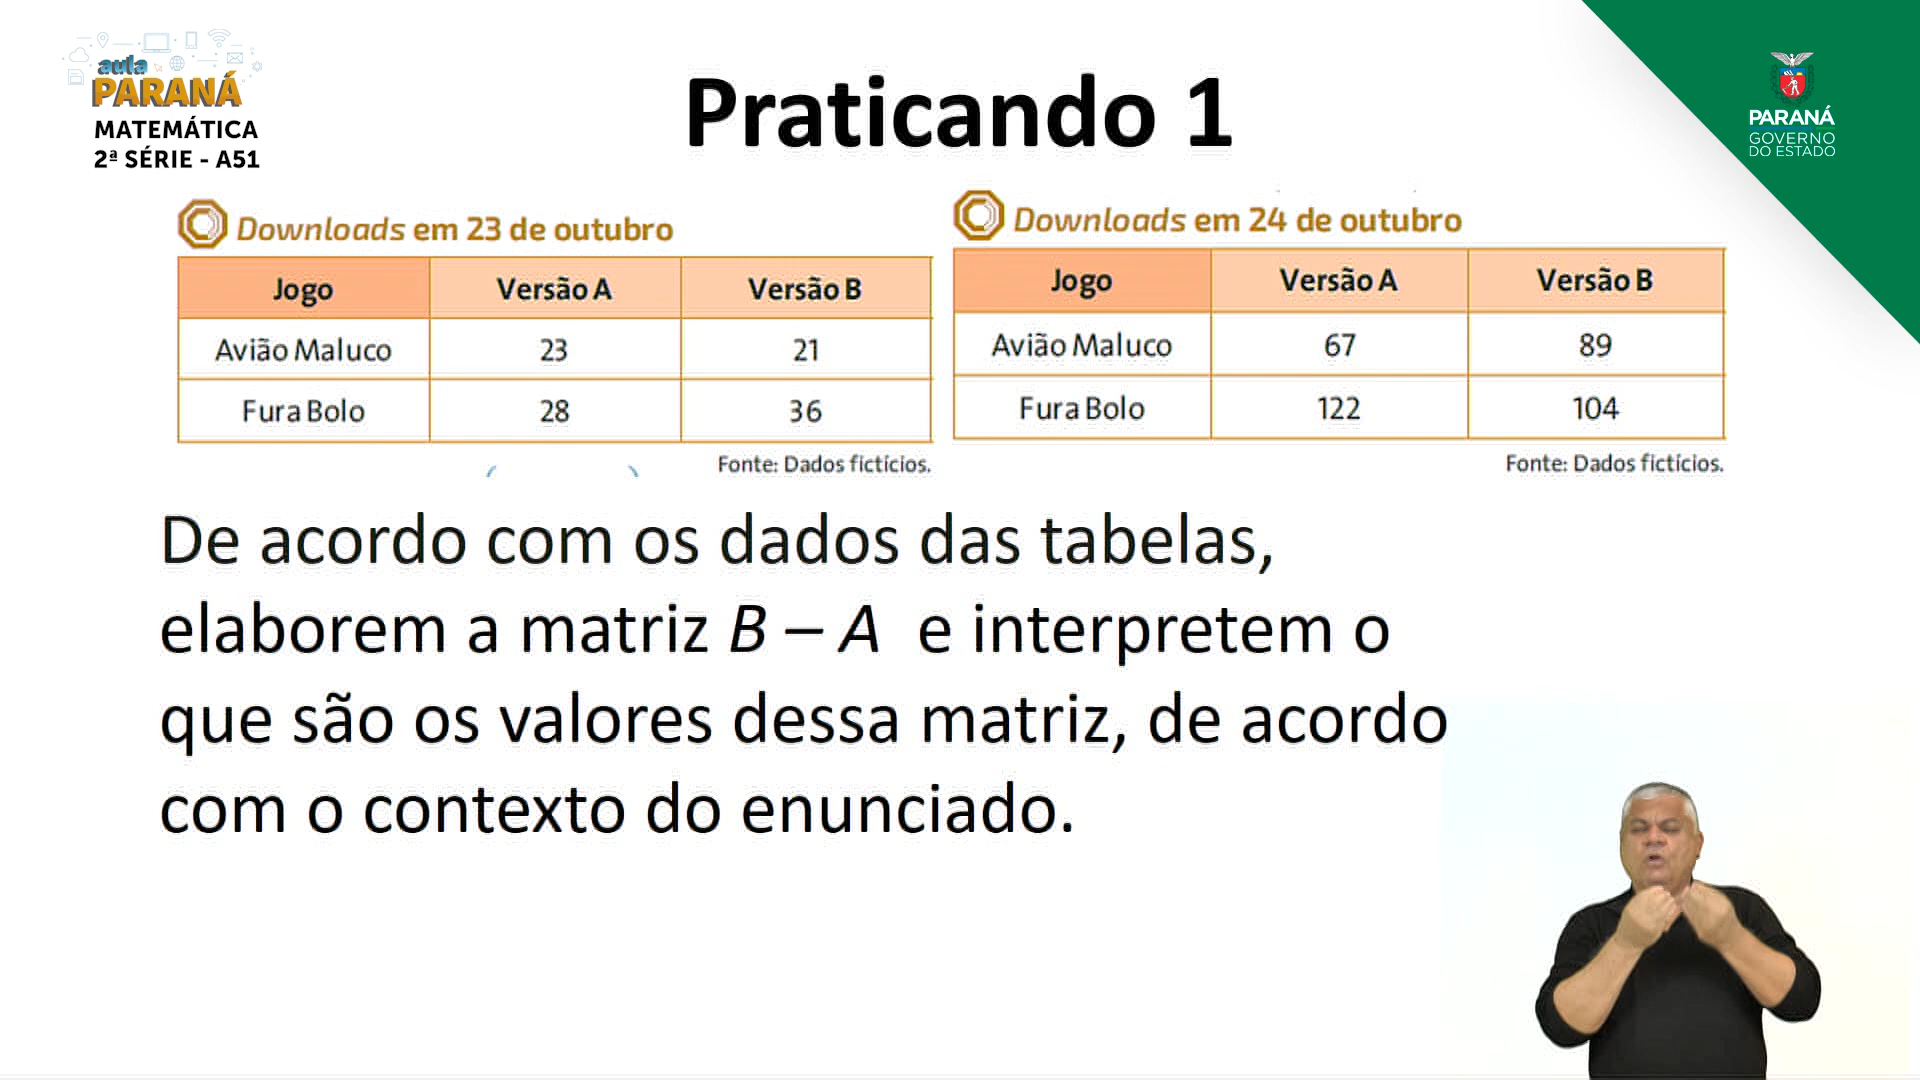 aula
PARANÁ
MATEMÁTICA
2ª SÉRIE - A51
Praticando 1
PARANÁ
GOVERNO
DO ESTADO
Downloads em 23 de outubro
Jogo Versão A Versão B
Avião Maluco 23 21
Fura Bolo 28 36
Fonte: Dados fictícios.
Downloads em 24 de outubro
Jogo Versão A Versão B
Avião Maluco 67 89
Fura Bolo 122 104
Fonte: Dados fictícios.
De acordo com os dados das tabelas,
elaborem a matriz B – A e interpretem o
que são os valores dessa matriz, de acordo
com o contexto do enunciado.